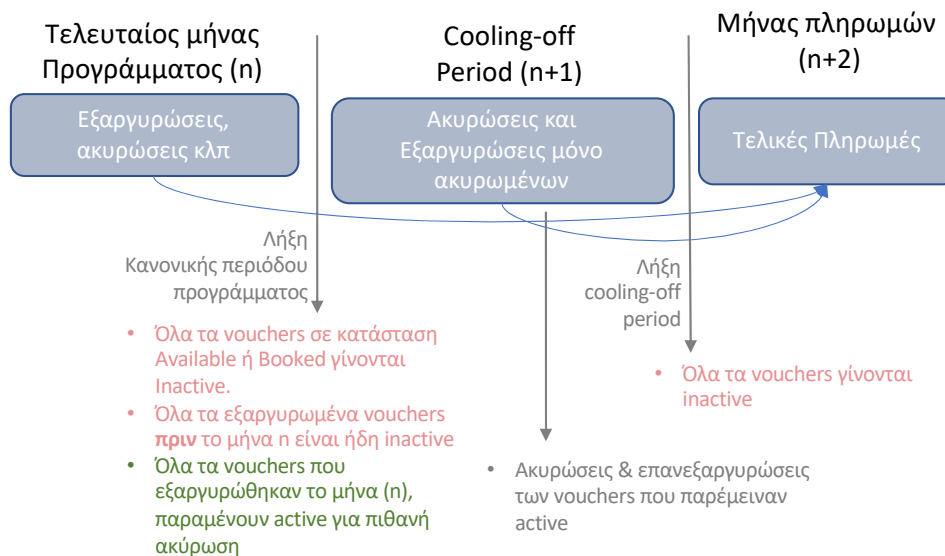 Τελευταίος μήνας
Προγράμματος (n)
Cooling-off
Period (n+1)
Μήνας πληρωμών
(n+2)
Εξαργυρώσεις,
ακυρώσεις κλπ
Ακυρώσεις και
Εξαργυρώσεις μόνο
ακυρωμένων
Τελικές Πληρωμές
Λήξη
Κανονικής περιόδου
προγράμματος
Λήξη
cooling-off
period
• Όλα τα vouchers σε κατάσταση
Available ή Booked γίνονται
Inactive.
• Όλα τα εξαργυρωμένα vouchers
πριν το μήνα n είναι ήδη inactive
• Όλα τα vouchers που
εξαργυρώθηκαν το μήνα (n),
παραμένουν active για πιθανή
ακύρωση
• Ακυρώσεις & επανεξαργυρώσεις
των vouchers που παρέμειναν
active
• Όλα τα vouchers γίνονται
inactive